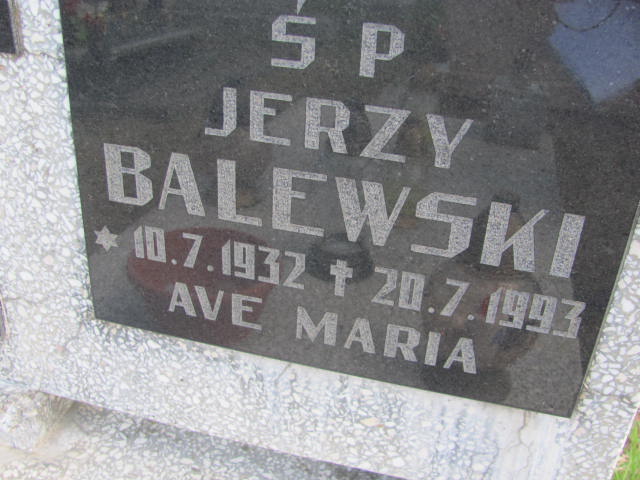 Ś P
JERZY
BALEWSKI
* 10.7.1932 ✝ 20.7.1993
AVE MARIA